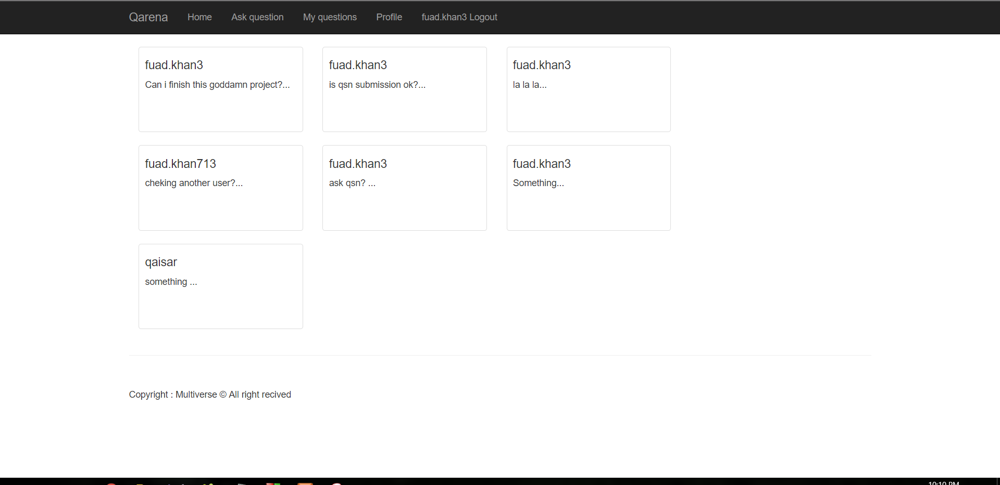 Qarena Home Ask question My questions Profile fuad.khan3 Logout
fuad.khan3
Can i finish this goddamn project?...
fuad.khan3
is qsn submission ok?...
fuad.khan3
la la la...
fuad.khan713
cheking another user?...
fuad.khan3
ask qsn? ...
fuad.khan3
Something...
qaisar
something ...
Copyright : Multiverse © All right recived
10:10 PM